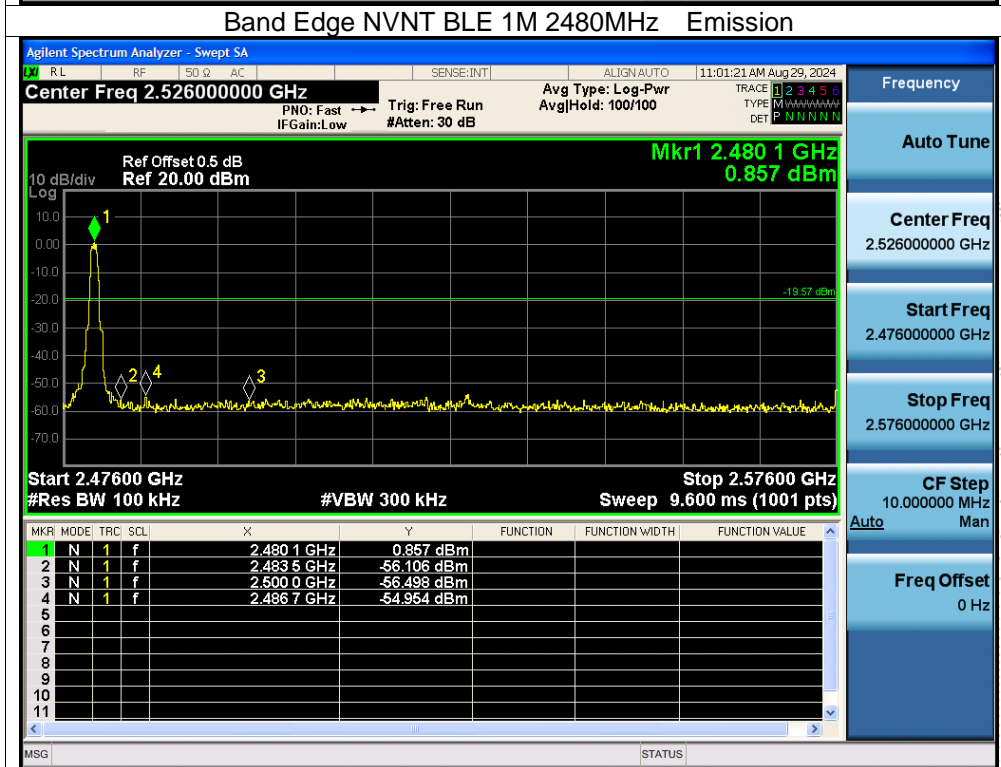 Band Edge NVNT BLE 1M 2480MHz Emission
Agilent Spectrum Analyzer - Swept SA
LXI RL RF 50 Ω AC SENSE:INT ALIGN AUTO 11:01:21 AM Aug 29, 2024
Center Freq 2.526000000 GHz
PNO: Fast
IFGain:Low
Trig: Free Run
#Atten: 30 dB
Avg Type: Log-Pwr
Avg|Hold: 100/100
TRACE 1 2 3 4 5 6
TYPE MWWWWW
DET P N N N N N
Frequency
Auto Tune
Mkr1 2.480 1 GHz
0.857 dBm
Ref Offset 0.5 dB
10 dB/div Ref 20.00 dBm
Log
10.0
0.00
-10.0
-20.0
-30.0
-40.0
-50.0
-60.0
-70.0
1
2
4
3
-19.57 dBm
Start 2.47600 GHz Stop 2.57600 GHz
#Res BW 100 kHz #VBW 300 kHz Sweep 9.600 ms (1001 pts)
Center Freq
2.526000000 GHz
Start Freq
2.476000000 GHz
Stop Freq
2.576000000 GHz
CF Step
10.000000 MHz
Auto Man
Freq Offset
0 Hz
MKR MODE TRC SCL X Y FUNCTION FUNCTION WIDTH FUNCTION VALUE
1 N 1 f 2.480 1 GHz 0.857 dBm
2 N 1 f 2.483 5 GHz -56.106 dBm
3 N 1 f 2.500 0 GHz -56.498 dBm
4 N 1 f 2.486 7 GHz -54.954 dBm
5
6
7
8
9
10
11
MSG STATUS